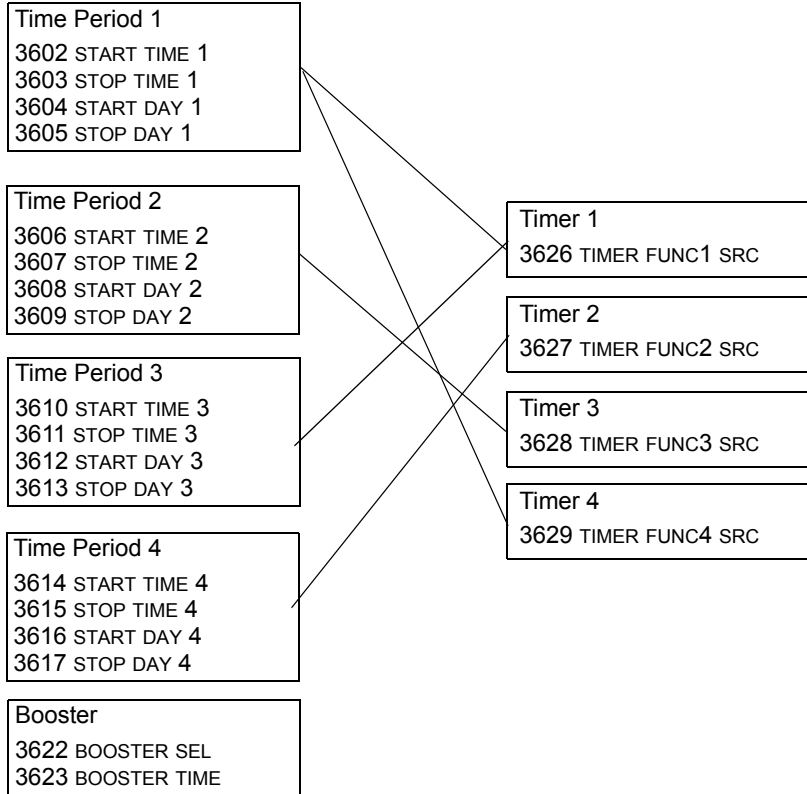 Time Period 1
3602 START TIME 1
3603 STOP TIME 1
3604 START DAY 1
3605 STOP DAY 1
Time Period 2
3606 START TIME 2
3607 STOP TIME 2
3608 START DAY 2
3609 STOP DAY 2
Time Period 3
3610 START TIME 3
3611 STOP TIME 3
3612 START DAY 3
3613 STOP DAY 3
Time Period 4
3614 START TIME 4
3615 STOP TIME 4
3616 START DAY 4
3617 STOP DAY 4
Booster
3622 BOOSTER SEL
3623 BOOSTER TIME
Timer 1
3626 TIMER FUNC1 SRC
Timer 2
3627 TIMER FUNC2 SRC
Timer 3
3628 TIMER FUNC3 SRC
Timer 4
3629 TIMER FUNC4 SRC